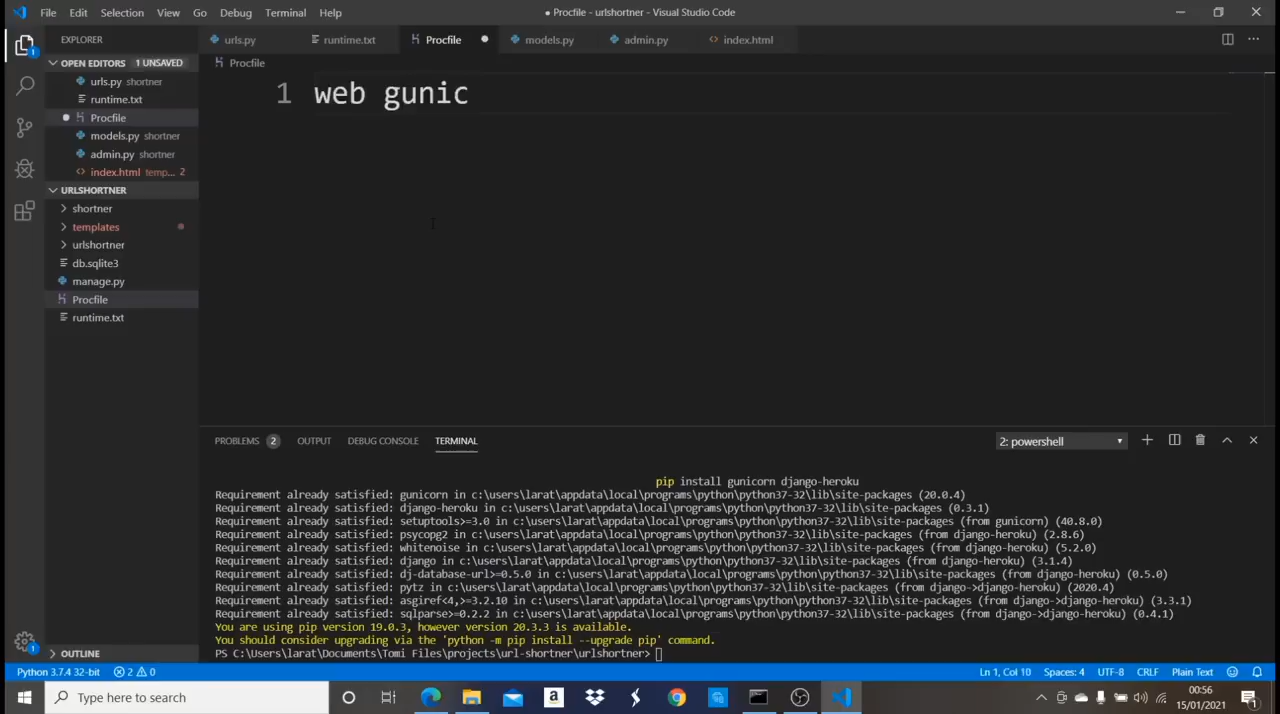 File Edit Selection View Go Debug Terminal Help
● Procfile - urlshortner - Visual Studio Code
EXPLORER
urls.py
runtime.txt
Procfile
models.py
admin.py
index.html
OPEN EDITORS 1 UNSAVED
urls.py shortner
runtime.txt
Procfile
models.py shortner
admin.py shortner
index.html temp... 2
URLSHORTNER
shortner
templates
urlshortner
db.sqlite3
manage.py
Procfile
runtime.txt
OUTLINE
Procfile
1 web gunic
PROBLEMS 2 OUTPUT DEBUG CONSOLE TERMINAL
2: powershell
pip install gunicorn django-heroku
Requirement already satisfied: gunicorn in c:\users\larat\appdata\local\programs\python\python37-32\lib\site-packages (20.0.4)
Requirement already satisfied: django-heroku in c:\users\larat\appdata\local\programs\python\python37-32\lib\site-packages (0.3.1)
Requirement already satisfied: setuptools>=3.0 in c:\users\larat\appdata\local\programs\python\python37-32\lib\site-packages (from gunicorn) (40.8.0)
Requirement already satisfied: psycopg2 in c:\users\larat\appdata\local\programs\python\python37-32\lib\site-packages (from django-heroku) (2.8.6)
Requirement already satisfied: whitenoise in c:\users\larat\appdata\local\programs\python\python37-32\lib\site-packages (from django-heroku) (5.2.0)
Requirement already satisfied: django in c:\users\larat\appdata\local\programs\python\python37-32\lib\site-packages (from django-heroku) (3.1.4)
Requirement already satisfied: dj-database-url>=0.5.0 in c:\users\larat\appdata\local\programs\python\python37-32\lib\site-packages (from django-heroku) (0.5.0)
Requirement already satisfied: pytz in c:\users\larat\appdata\local\programs\python\python37-32\lib\site-packages (from django->django-heroku) (2020.4)
Requirement already satisfied: asgiref<4,>=3.2.10 in c:\users\larat\appdata\local\programs\python\python37-32\lib\site-packages (from django->django-heroku) (3.3.1)
Requirement already satisfied: sqlparse>=0.2.2 in c:\users\larat\appdata\local\programs\python\python37-32\lib\site-packages (from django->django-heroku) (0.4.1)
You are using pip version 19.0.3, however version 20.3.3 is available.
You should consider upgrading via the 'python -m pip install --upgrade pip' command.
PS C:\Users\larat\Documents\Tomi Files\projects\url-shortner\urlshortner>
Python 3.7.4 32-bit 2 0
Ln 1, Col 10 Spaces: 4 UTF-8 CRLF Plain Text
Type here to search
00:56
15/01/2021